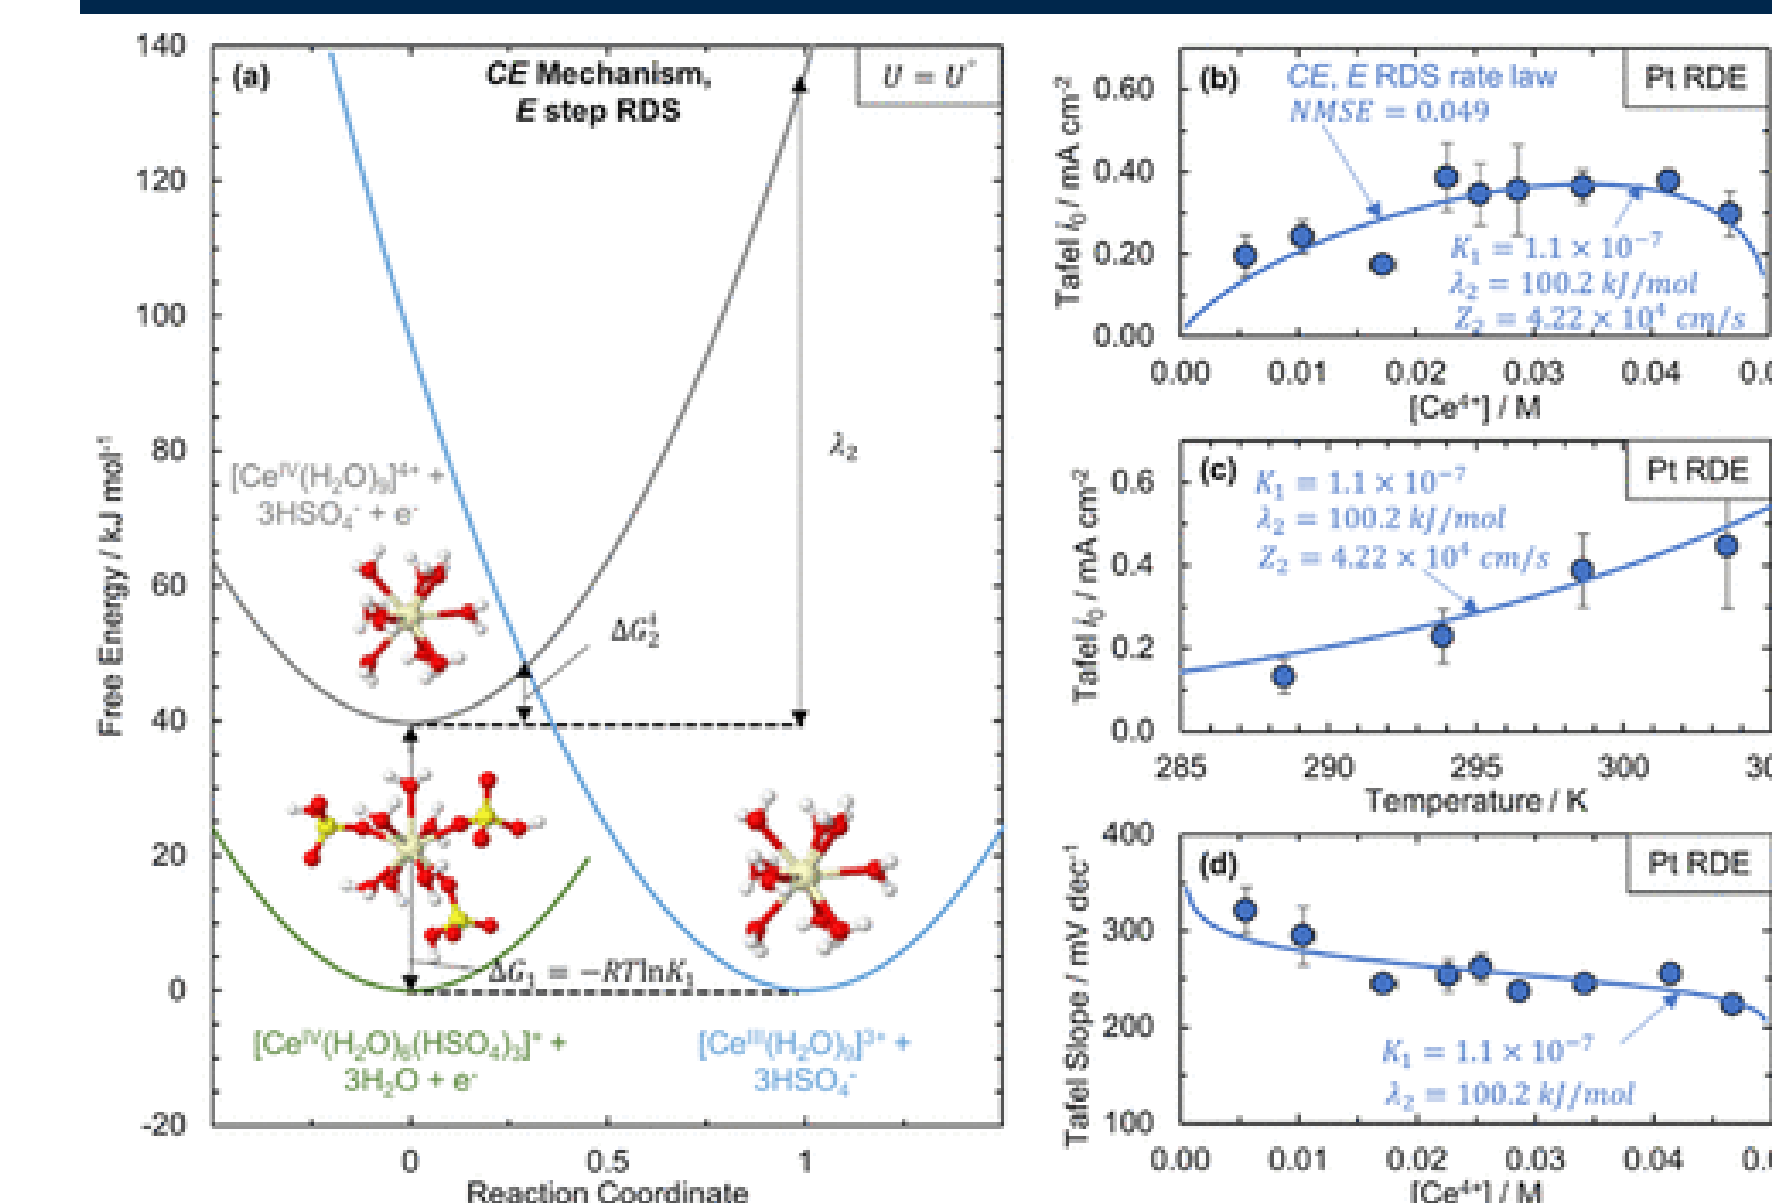 (a)
CE Mechanism,
E step RDS
U = U°
140
120
100
80
60
40
20
0
-20
Free Energy / kJ mol⁻¹
[Ceᴵⱽ(H₂O)₉]⁴⁺ +
3HSO₄⁻ + e⁻
ΔG₂‡
λ₂
ΔG₁ = −RTlnK₁
[Ceᴵⱽ(H₂O)₆(HSO₄)₃]⁺ +
3H₂O + e⁻
[Ceᴵᴵᴵ(H₂O)₉]³⁺ +
3HSO₄⁻
0
0.5
1
Reaction Coordinate
(b)
CE, E RDS rate law
NMSE = 0.049
Pt RDE
0.60
0.40
0.20
0.00
Tafel i₀ / mA cm⁻²
K₁ = 1.1 × 10⁻⁷
λ₂ = 100.2 kJ/mol
Z₂ = 4.22 × 10⁴ cm/s
0.00
0.01
0.02
0.03
0.04
[Ce⁴⁺] / M
(c)
K₁ = 1.1 × 10⁻⁷
λ₂ = 100.2 kJ/mol
Z₂ = 4.22 × 10⁴ cm/s
Pt RDE
0.6
0.4
0.2
0.0
Tafel i₀ / mA cm⁻²
285
290
295
300
Temperature / K
(d)
Pt RDE
400
300
200
100
Tafel Slope / mV dec⁻¹
K₁ = 1.1 × 10⁻⁷
λ₂ = 100.2 kJ/mol
0.00
0.01
0.02
0.03
0.04
[Ce⁴⁺] / M